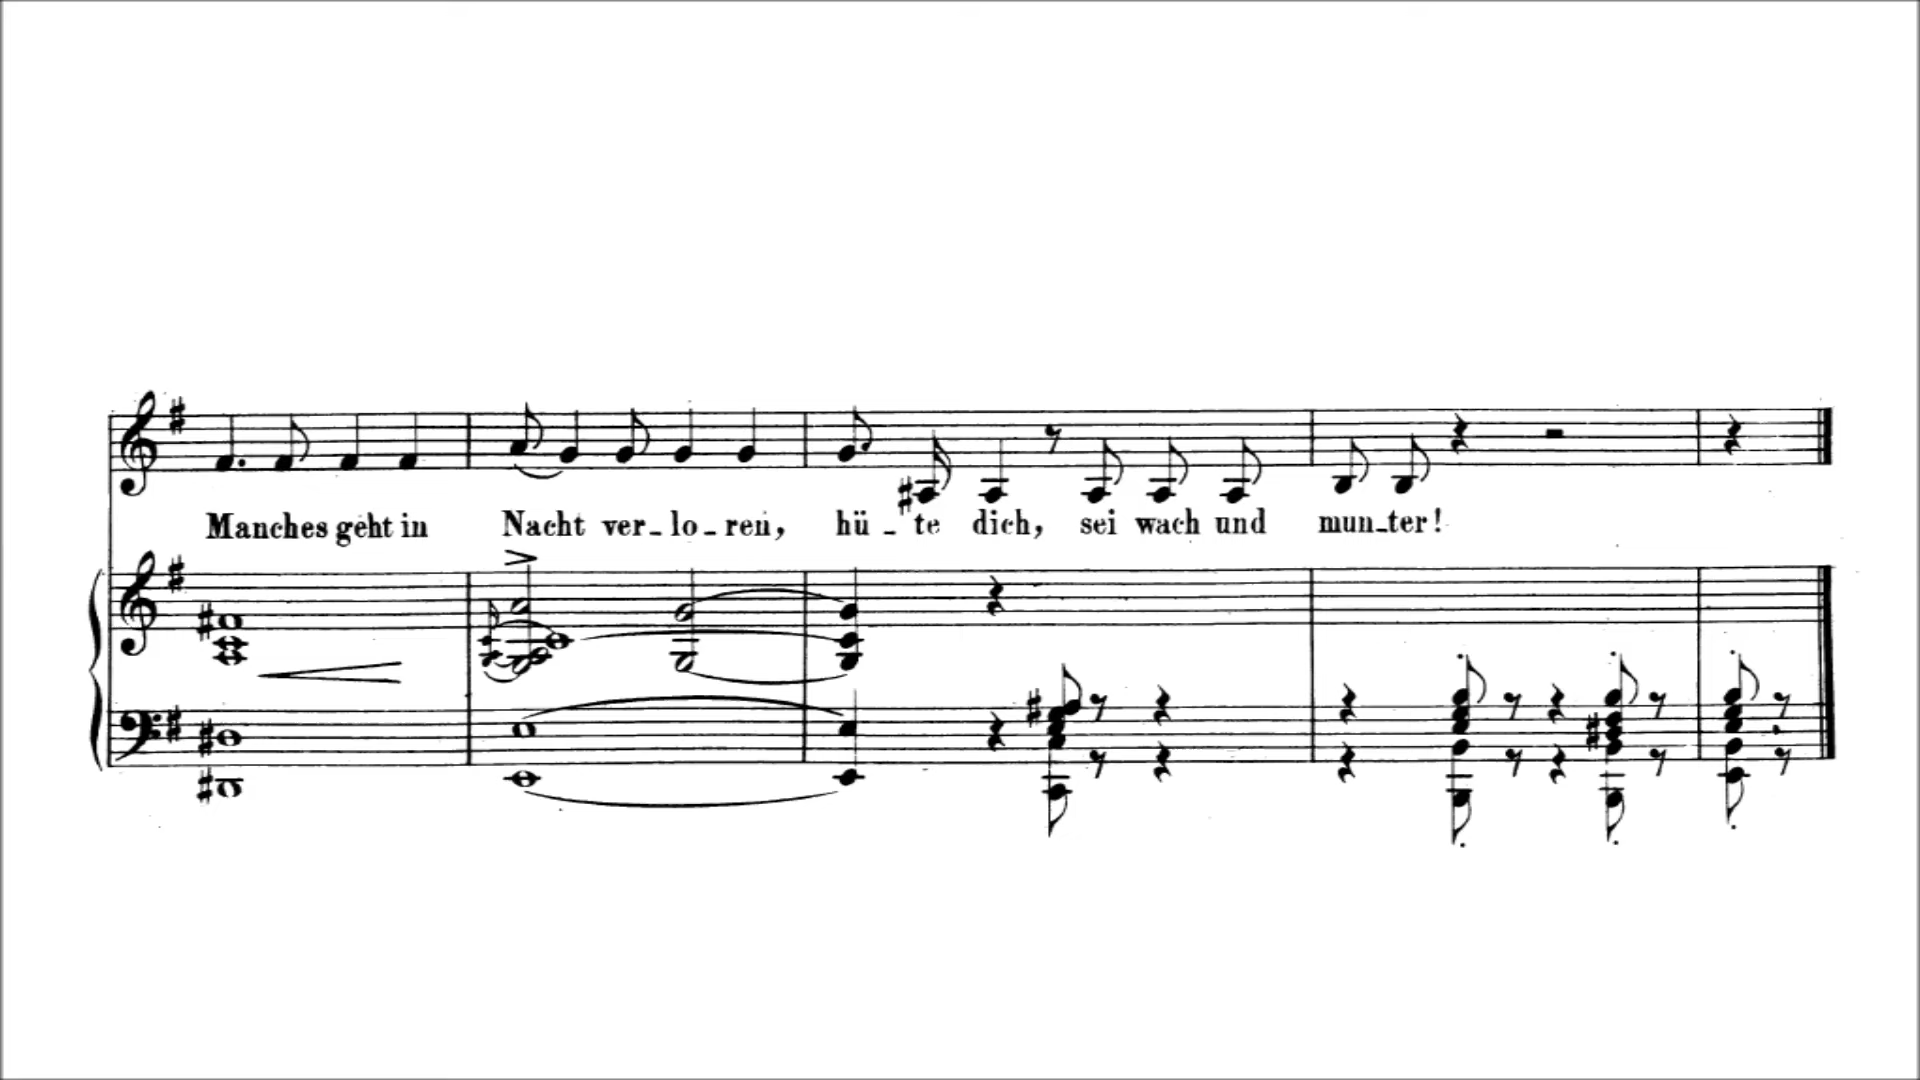 Manches geht in Nacht ver-lo-ren, hü-te dich, sei wach und mun-ter!